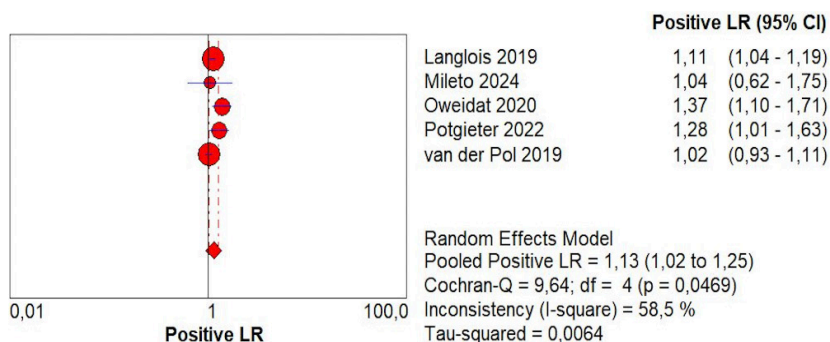 Positive LR (95% CI)
Langlois 2019 1,11 (1,04 - 1,19)
Mileto 2024 1,04 (0,62 - 1,75)
Oweidat 2020 1,37 (1,10 - 1,71)
Potgieter 2022 1,28 (1,01 - 1,63)
van der Pol 2019 1,02 (0,93 - 1,11)
Random Effects Model
Pooled Positive LR = 1,13 (1,02 to 1,25)
Cochran-Q = 9,64; df = 4 (p = 0,0469)
Inconsistency (I-square) = 58,5 %
Tau-squared = 0,0064
0,01 1 100,0
Positive LR